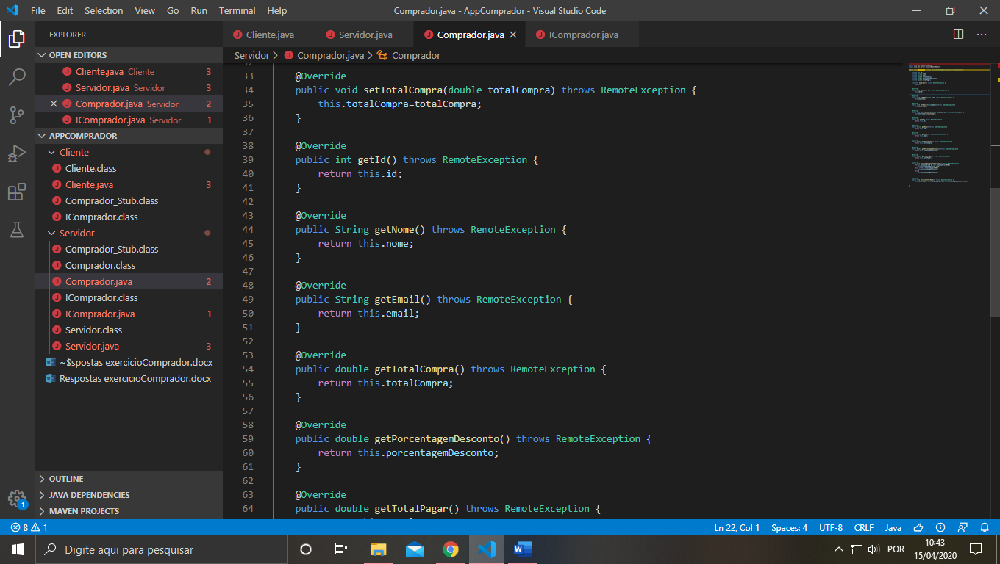 File Edit Selection View Go Run Terminal Help Comprador.java - AppComprador - Visual Studio Code
EXPLORER
OPEN EDITORS
Cliente.java Cliente 3
Servidor.java Servidor 3
Comprador.java Servidor 2
IComprador.java Servidor 1
APPCOMPRADOR
Cliente
Cliente.class
Cliente.java 3
Comprador_Stub.class
IComprador.class
Servidor
Comprador_Stub.class
Comprador.class
Comprador.java 2
IComprador.class
IComprador.java 1
Servidor.class
Servidor.java 3
~$spostas exercicioComprador.docx
Respostas exercicioComprador.docx
OUTLINE
JAVA DEPENDENCIES
MAVEN PROJECTS
1
Cliente.java Servidor.java Comprador.java IComprador.java
Servidor > Comprador.java > Comprador
33 @Override
34 public void setTotalCompra(double totalCompra) throws RemoteException {
35 this.totalCompra=totalCompra;
36 }
37
38 @Override
39 public int getId() throws RemoteException {
40 return this.id;
41 }
42
43 @Override
44 public String getNome() throws RemoteException {
45 return this.nome;
46 }
47
48 @Override
49 public String getEmail() throws RemoteException {
50 return this.email;
51 }
52
53 @Override
54 public double getTotalCompra() throws RemoteException {
55 return this.totalCompra;
56 }
57
58 @Override
59 public double getPorcentagemDesconto() throws RemoteException {
60 return this.porcentagemDesconto;
61 }
62
63 @Override
64 public double getTotalPagar() throws RemoteException {
8 1 Ln 22, Col 1 Spaces: 4 UTF-8 CRLF Java
Digite aqui para pesquisar
POR
10:43
15/04/2020